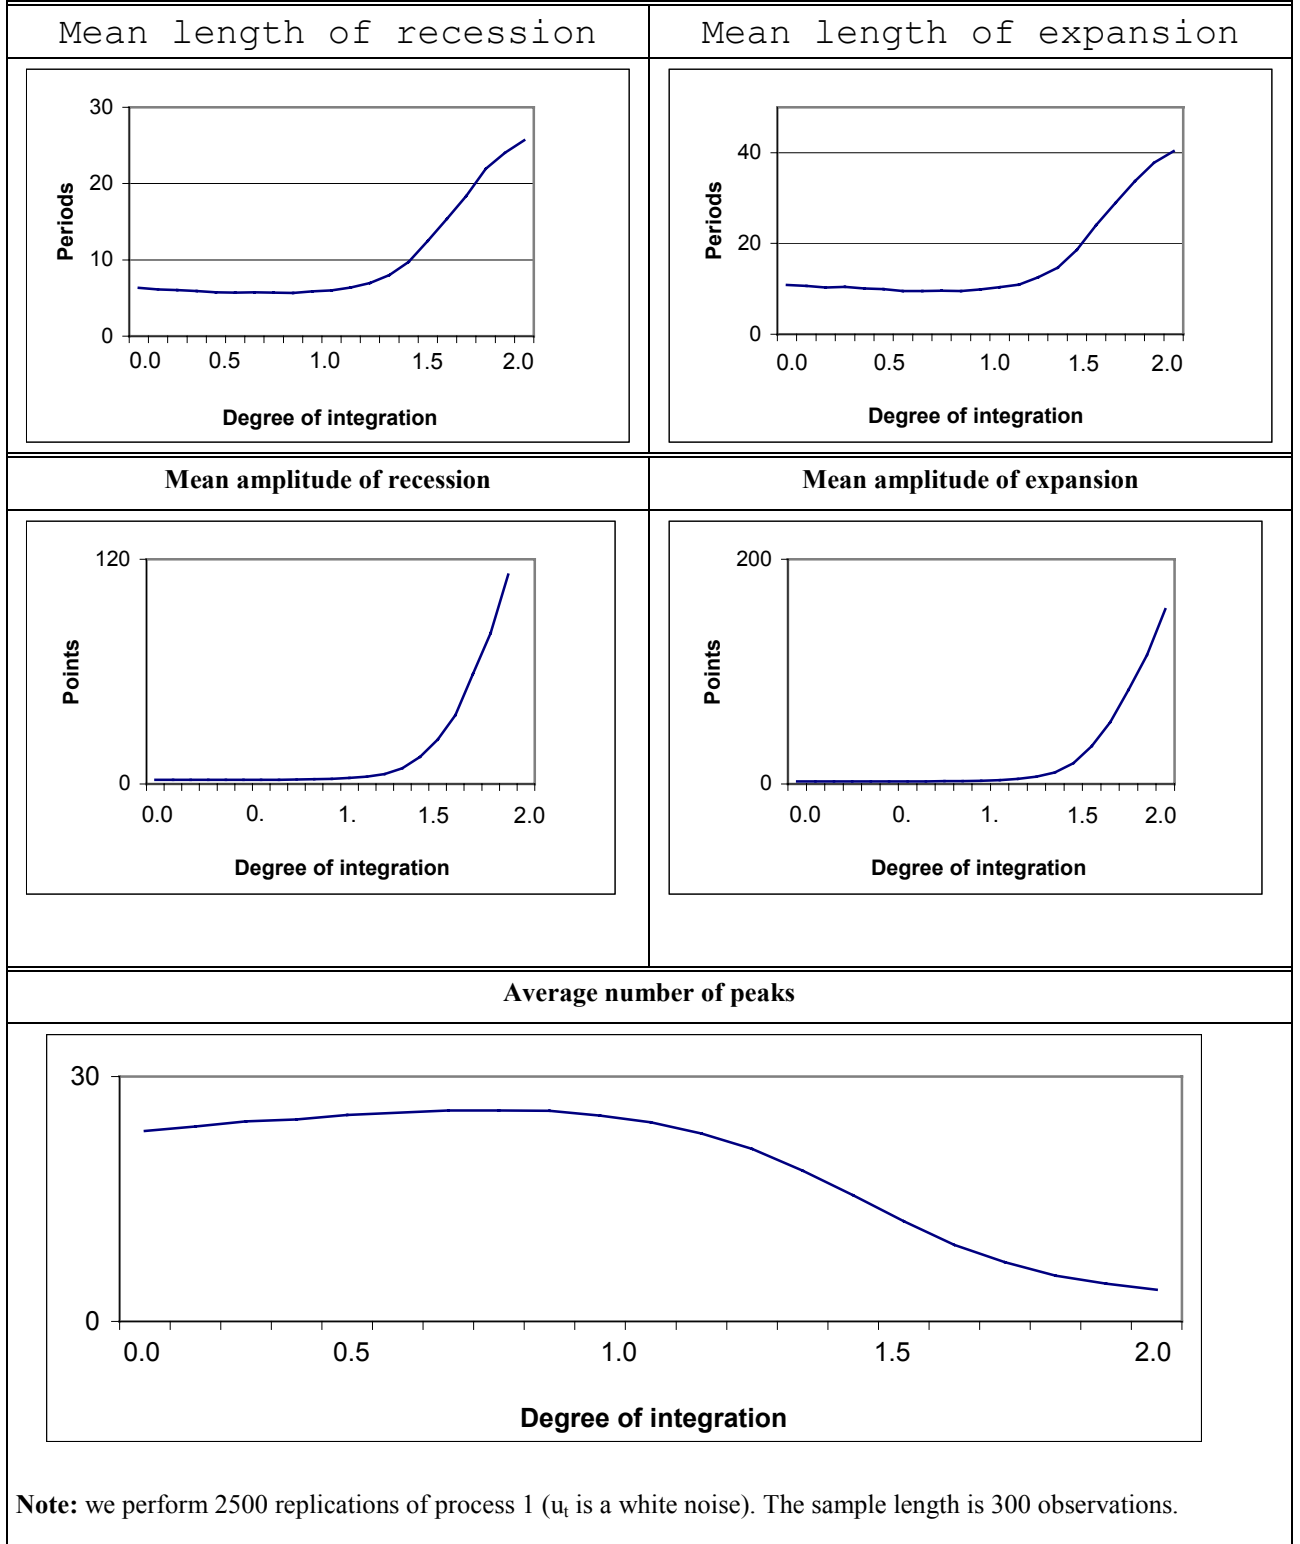 Mean length of recession
Mean length of expansion
30
20
10
0
Periods
0.0 0.5 1.0 1.5 2.0
Degree of integration
40
20
0
Periods
0.0 0.5 1.0 1.5 2.0
Degree of integration
Mean amplitude of recession
Mean amplitude of expansion
120
0
Points
0.0 0. 1. 1.5 2.0
Degree of integration
200
0
Points
0.0 0. 1. 1.5 2.0
Degree of integration
Average number of peaks
30
0
0.0 0.5 1.0 1.5 2.0
Degree of integration
Note: we perform 2500 replications of process 1 (ut is a white noise). The sample length is 300 observations.